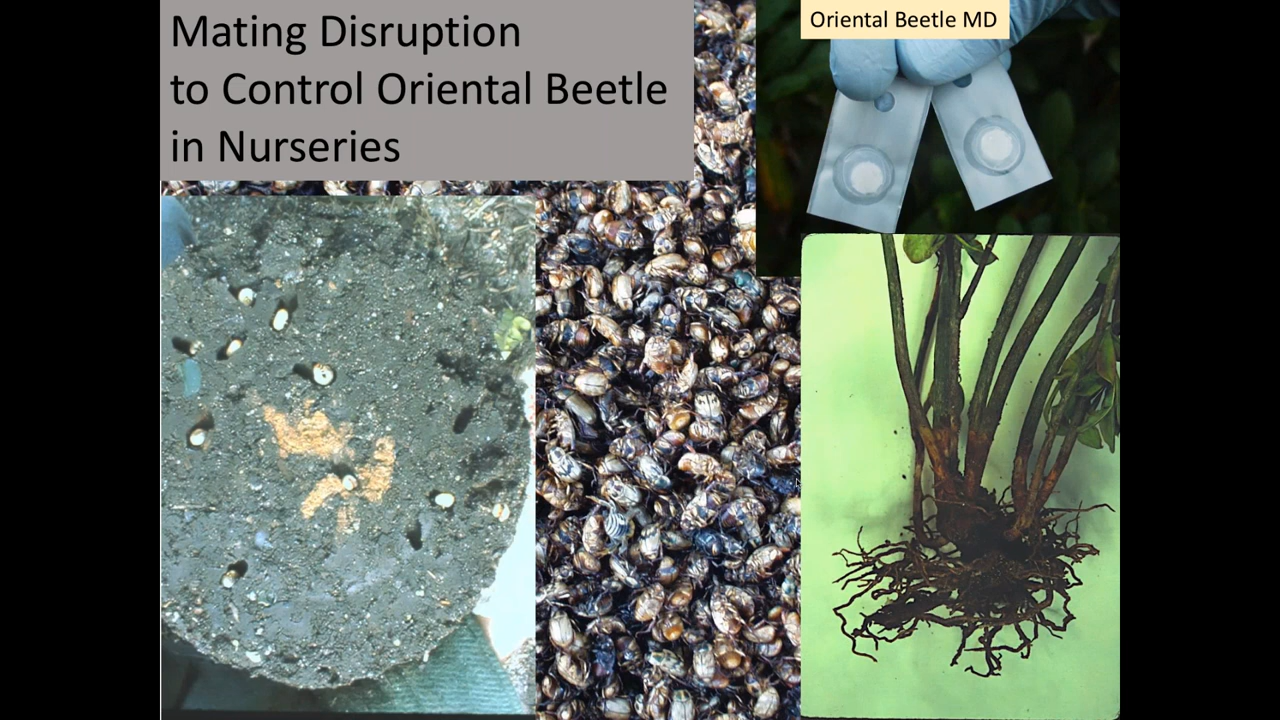 Mating Disruption
to Control Oriental Beetle
in Nurseries
Oriental Beetle MD